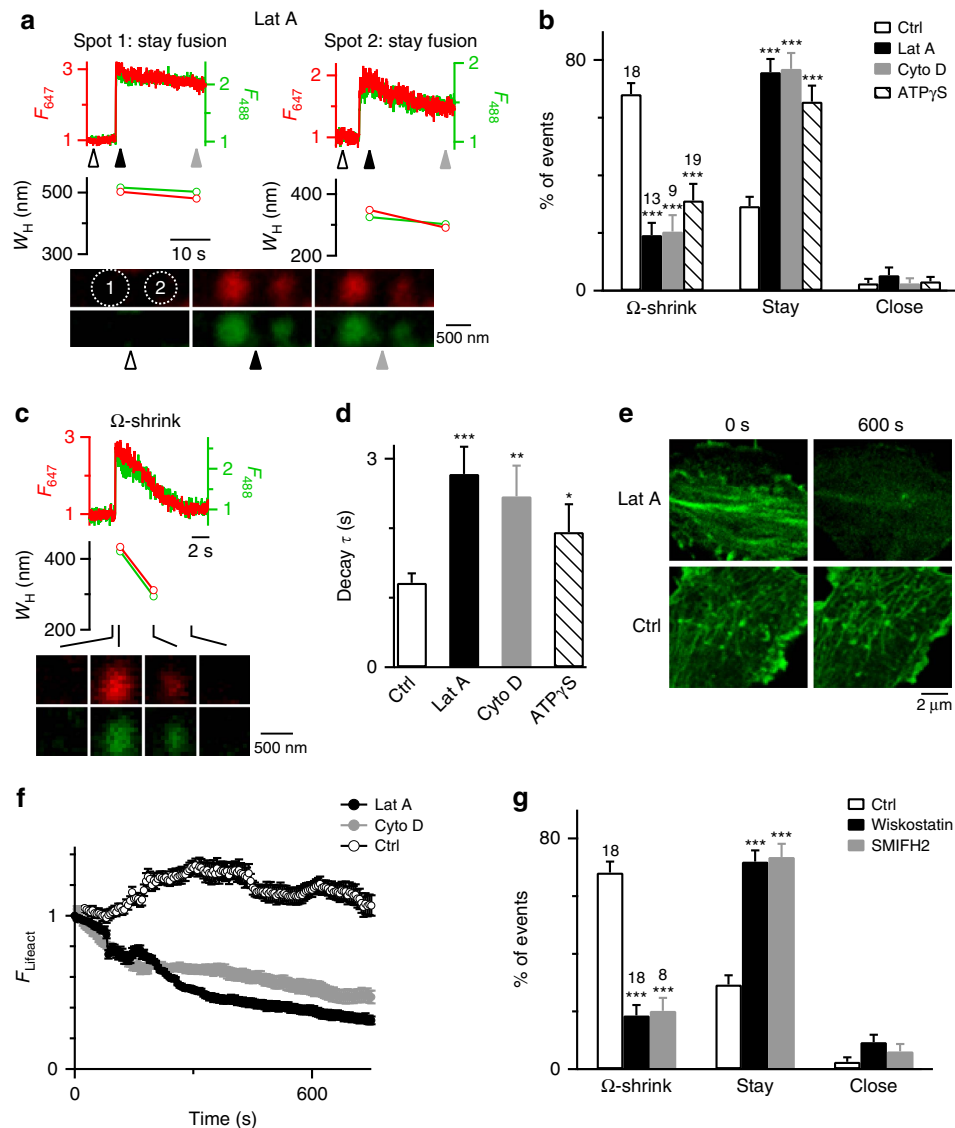 a
Lat A
Spot 1: stay fusion
Spot 2: stay fusion
3
1
F647
2
1
F488
2
1
F647
2
1
F488
500
300
WH (nm)
10 s
400
200
WH (nm)
1
2
500 nm
b
Ctrl
Lat A
Cyto D
ATPγS
80
0
% of events
18
13
***
9
***
19
***
***
***
***
Ω-shrink
Stay
Close
c
Ω-shrink
3
1
F647
2
1
F488
2 s
400
200
WH (nm)
500 nm
d
3
3
Decay τ (s)
***
**
*
Ctrl
Lat A
Cyto D
ATPγS
e
0 s
600 s
Lat A
Ctrl
2 μm
f
Lat A
Cyto D
Ctrl
1
0
FLifeact
0
600
Time (s)
g
Ctrl
Wiskostatin
SMIFH2
80
0
% of events
18
18
***
8
***
***
***
Ω-shrink
Stay
Close